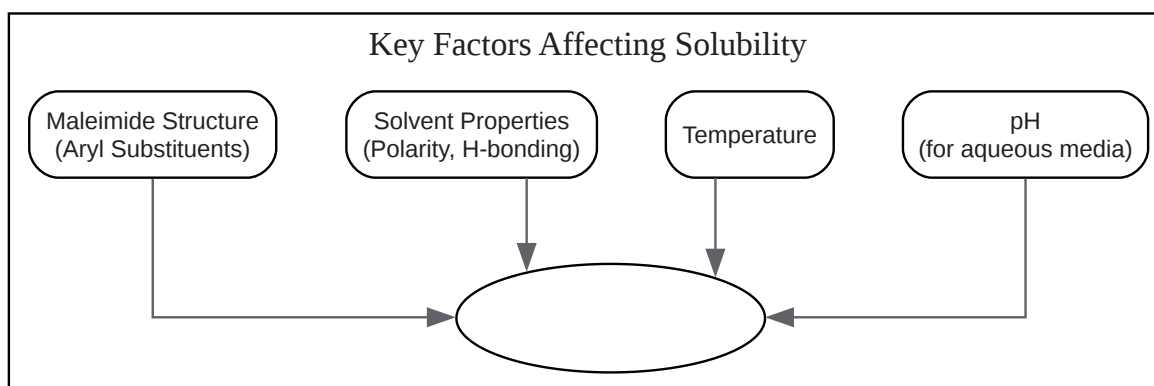 Key Factors Affecting Solubility
Maleimide Structure
(Aryl Substituents)
Solvent Properties
(Polarity, H-bonding)
Temperature
pH
(for aqueous media)